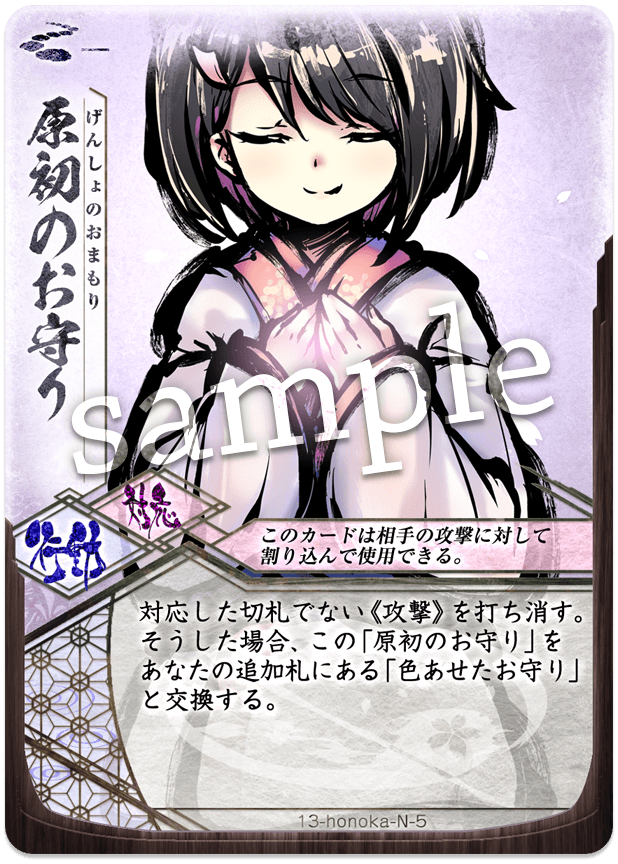 原初のお守り
げんしょのおまもり
sample
対応
行動
このカードは相手の攻撃に対して
割り込んで使用できる。
対応した切札でない《攻撃》を打ち消す。
そうした場合、この「原初のお守り」を
あなたの追加札にある「色あせたお守り」
と交換する。
13-honoka-N-5